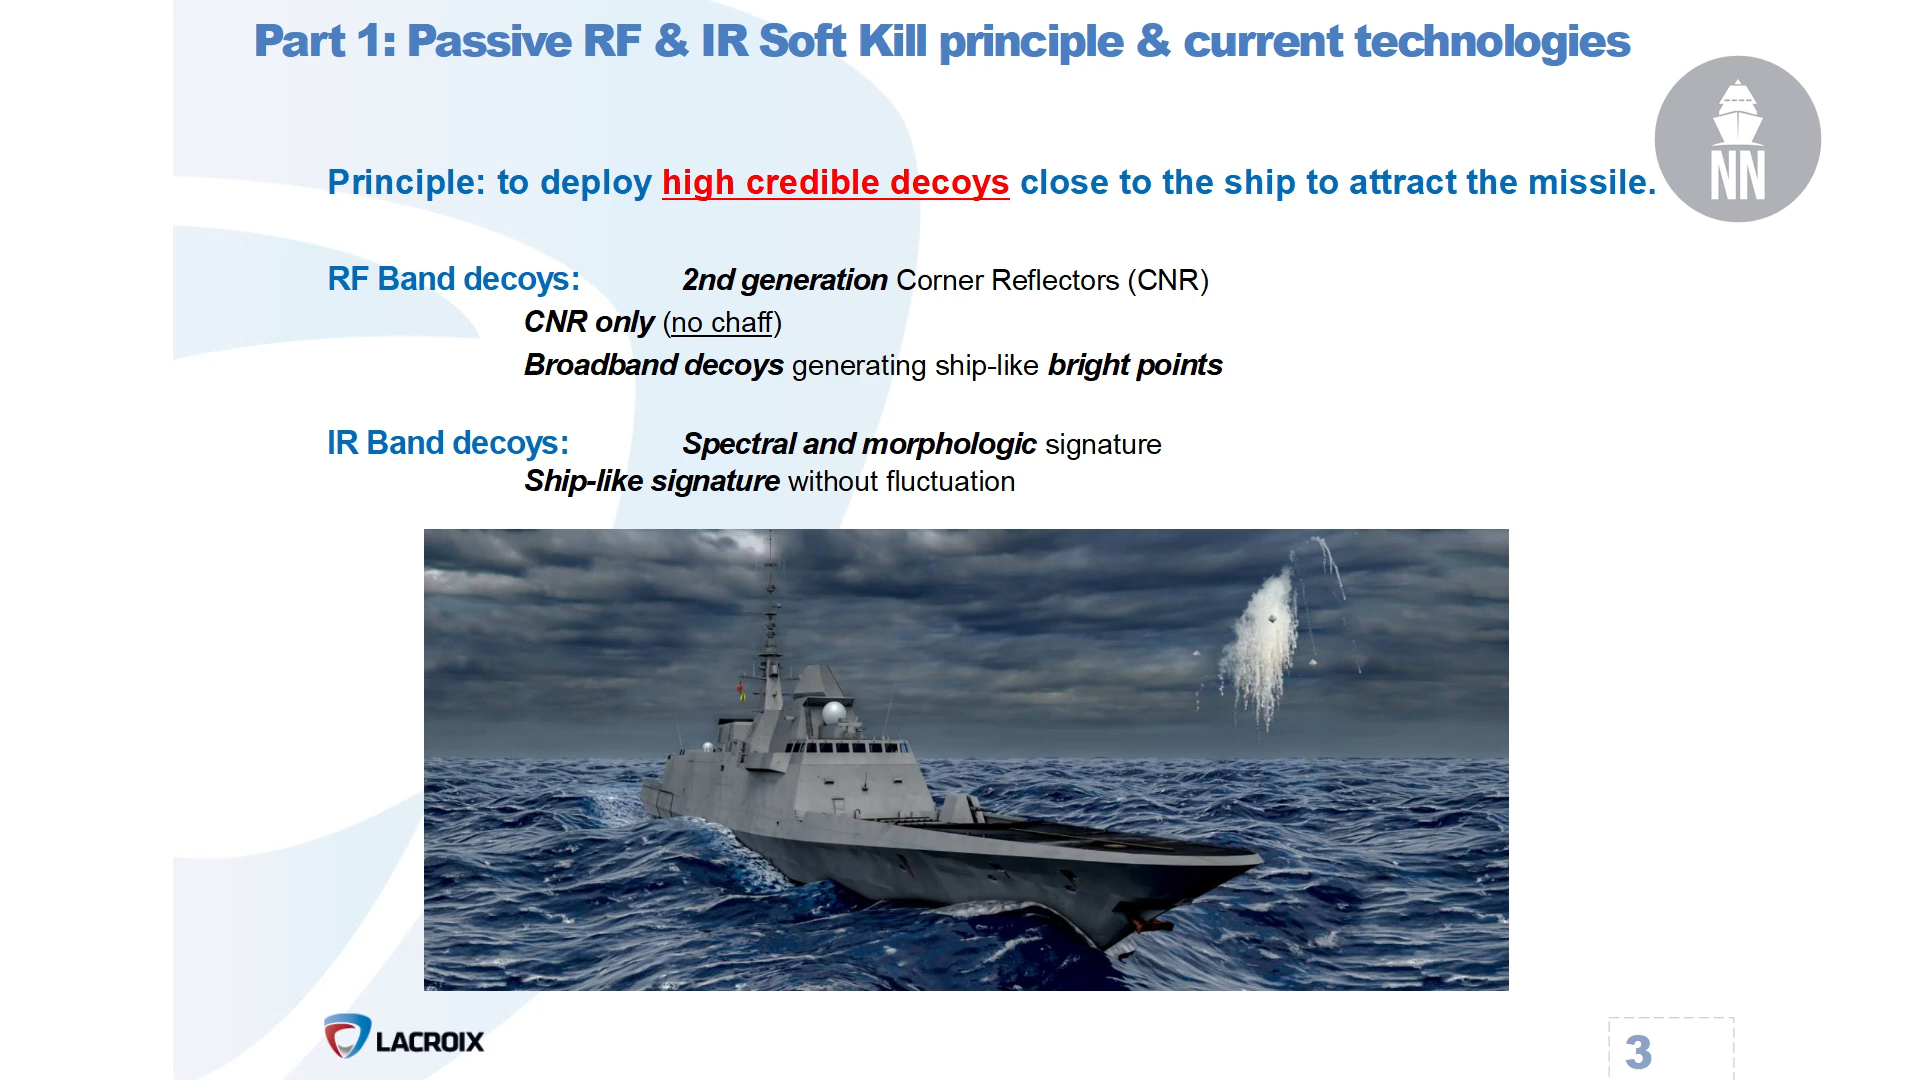 Part 1: Passive RF & IR Soft Kill principle & current technologies
NN
Principle: to deploy high credible decoys close to the ship to attract the missile.
RF Band decoys: 2nd generation Corner Reflectors (CNR)
CNR only (no chaff)
Broadband decoys generating ship-like bright points
IR Band decoys: Spectral and morphologic signature
Ship-like signature without fluctuation
LACROIX
3